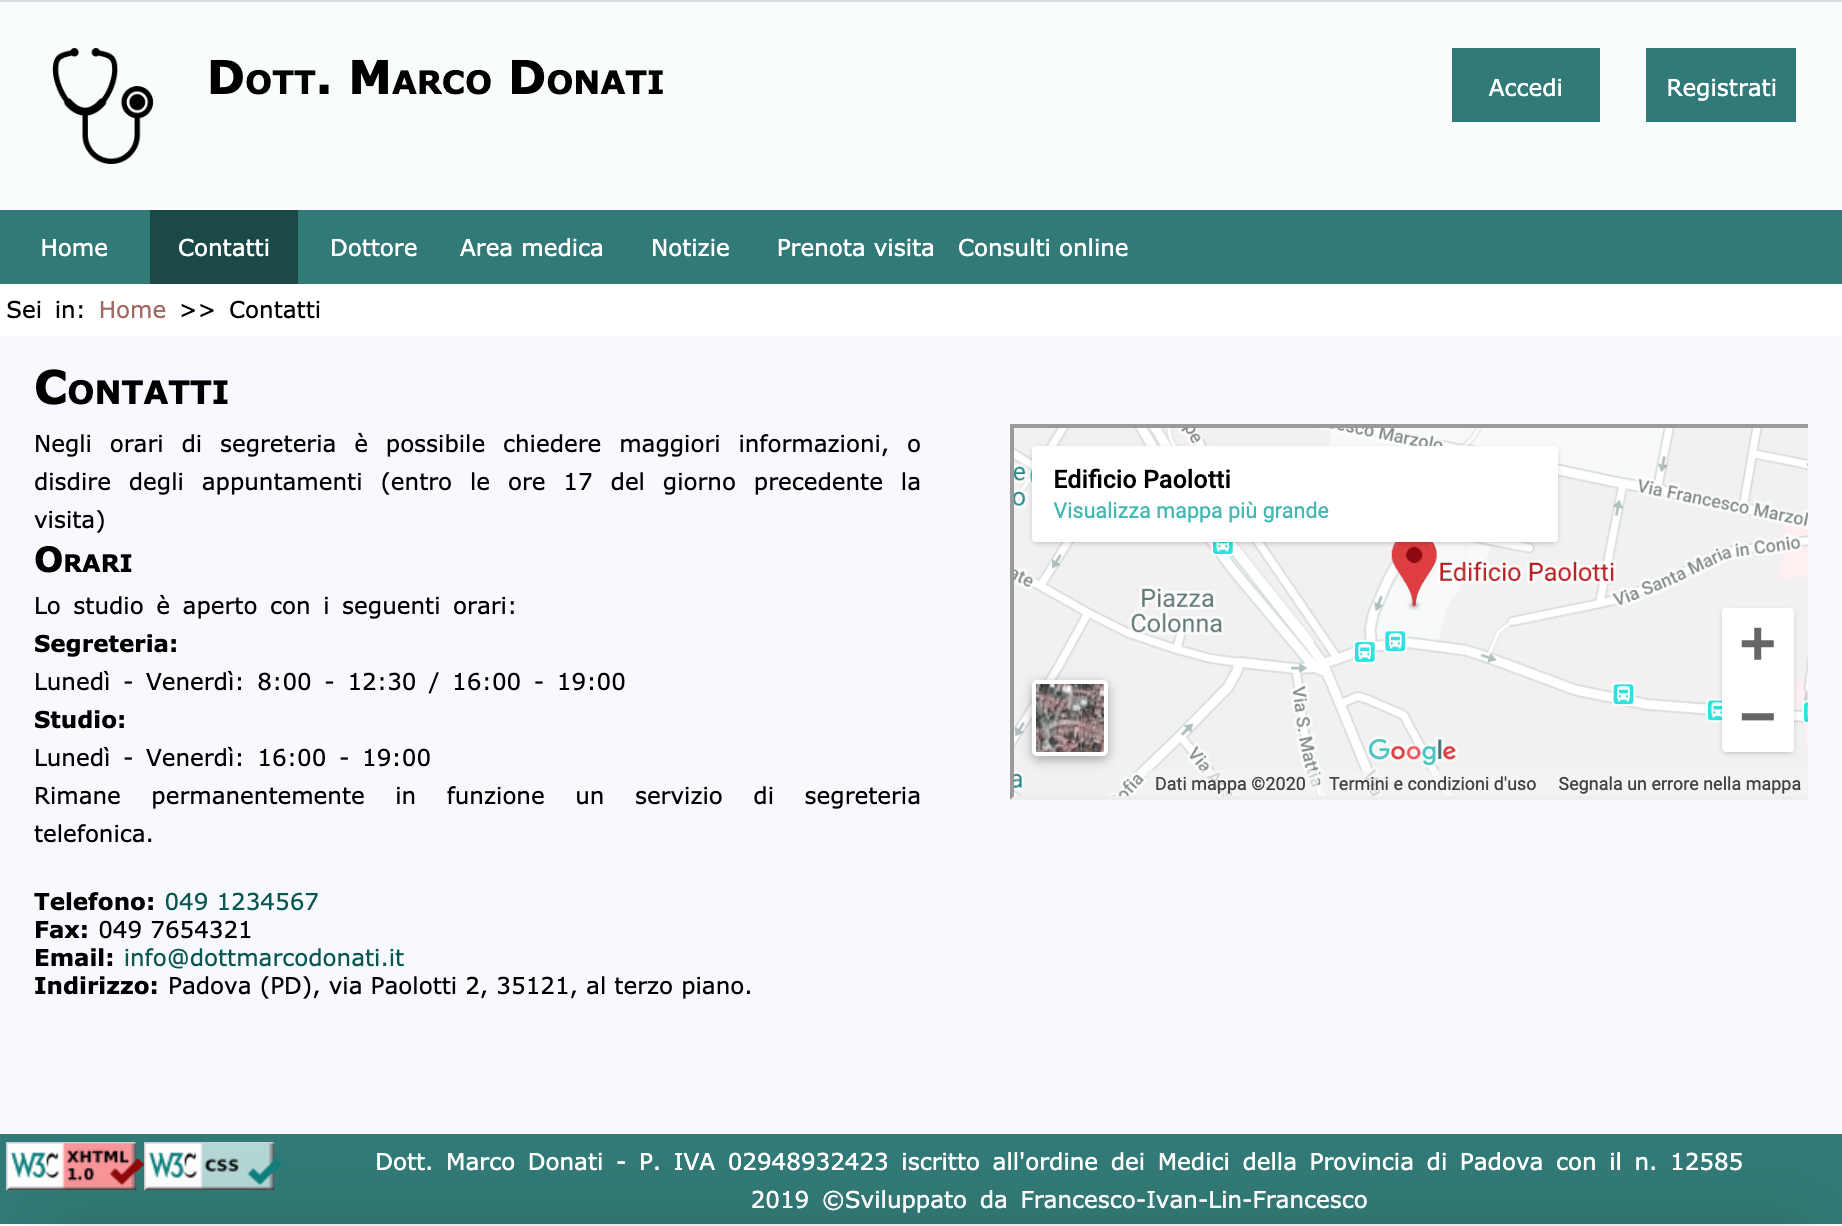 Dott. Marco Donati
Accedi
Registrati
Home
Contatti
Dottore
Area medica
Notizie
Prenota visita
Consulti online
Sei in: Home >> Contatti
Contatti
Negli orari di segreteria è possibile chiedere maggiori informazioni, o
disdire degli appuntamenti (entro le ore 17 del giorno precedente la
visita)
Orari
Lo studio è aperto con i seguenti orari:
Segreteria:
Lunedì - Venerdì: 8:00 - 12:30 / 16:00 - 19:00
Studio:
Lunedì - Venerdì: 16:00 - 19:00
Rimane permanentemente in funzione un servizio di segreteria
telefonica.
Telefono: 049 1234567
Fax: 049 7654321
Email: info@dottmarcodonati.it
Indirizzo: Padova (PD), via Paolotti 2, 35121, al terzo piano.
Edificio Paolotti
Visualizza mappa più grande
Via Francesco Marzol
Via Santa Maria in Conio
Edificio Paolotti
Piazza
Colonna
Via S. Mattia
Google
Dati mappa ©2020
Termini e condizioni d'uso
Segnala un errore nella mappa
W3C XHTML 1.0
W3C CSS
Dott. Marco Donati - P. IVA 02948932423 iscritto all'ordine dei Medici della Provincia di Padova con il n. 12585
2019 ©Sviluppato da Francesco-Ivan-Lin-Francesco